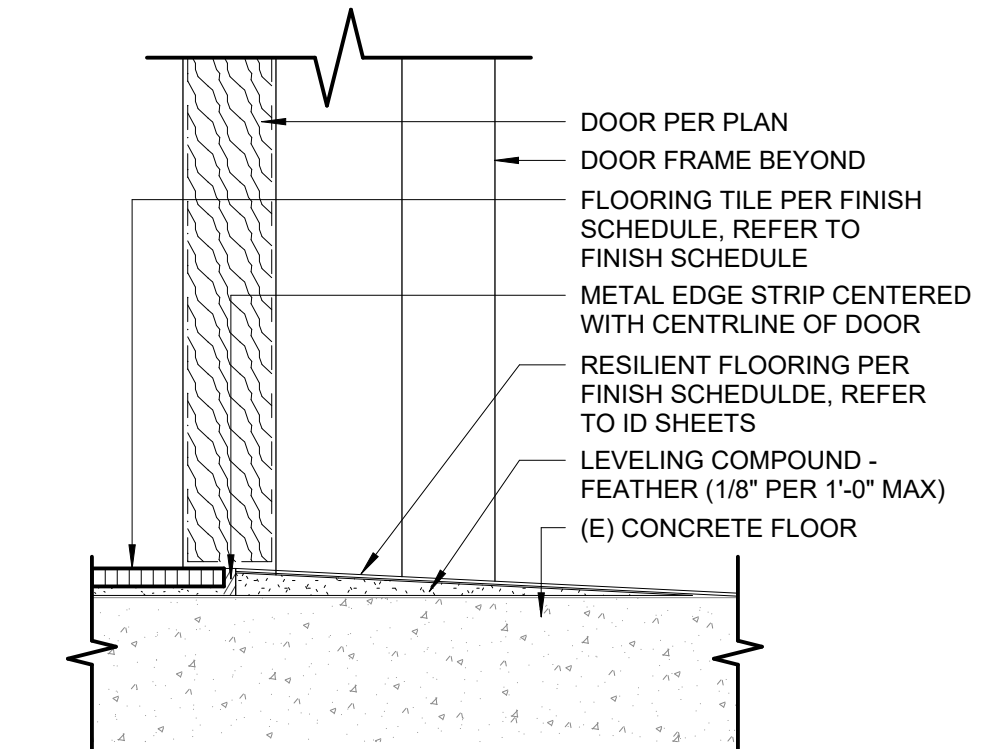 DOOR PER PLAN
DOOR FRAME BEYOND
FLOORING TILE PER FINISH
SCHEDULE, REFER TO
FINISH SCHEDULE
METAL EDGE STRIP CENTERED
WITH CENTRLINE OF DOOR
RESILIENT FLOORING PER
FINISH SCHEDULDE, REFER
TO ID SHEETS
LEVELING COMPOUND -
FEATHER (1/8" PER 1'-0" MAX)
(E) CONCRETE FLOOR